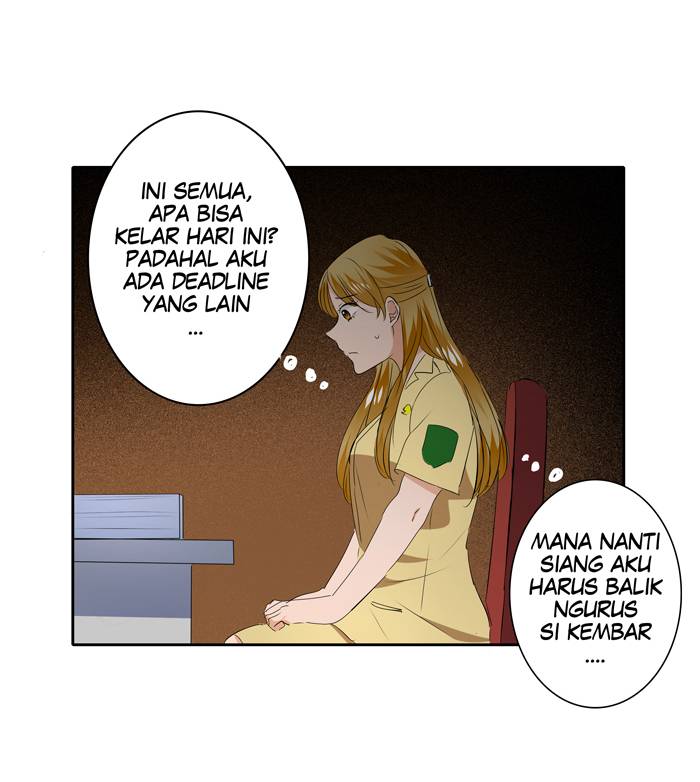 INI SEMUA,
APA BISA
KELAR HARI INI?
PADAHAL AKU
ADA DEADLINE
YANG LAIN
...
MANA NANTI
SIANG AKU
HARUS BALIK
NGURUS
SI KEMBAR
....